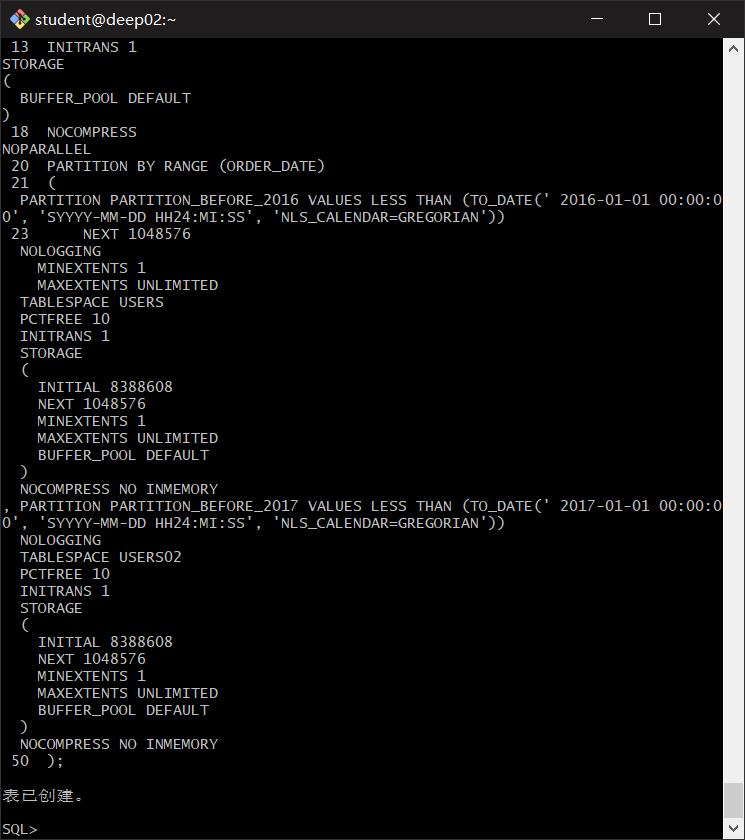 student@deep02:~
 13  INITRANS 1
STORAGE
(
  BUFFER_POOL DEFAULT
)
 18  NOCOMPRESS
NOPARALLEL
 20  PARTITION BY RANGE (ORDER_DATE)
 21  (
  PARTITION PARTITION_BEFORE_2016 VALUES LESS THAN (TO_DATE(' 2016-01-01 00:00:0
0', 'SYYYY-MM-DD HH24:MI:SS', 'NLS_CALENDAR=GREGORIAN'))
 23      NEXT 1048576
  NOLOGGING
    MINEXTENTS 1
    MAXEXTENTS UNLIMITED
  TABLESPACE USERS
  PCTFREE 10
  INITRANS 1
  STORAGE
  (
    INITIAL 8388608
    NEXT 1048576
    MINEXTENTS 1
    MAXEXTENTS UNLIMITED
    BUFFER_POOL DEFAULT
  )
  NOCOMPRESS NO INMEMORY
, PARTITION PARTITION_BEFORE_2017 VALUES LESS THAN (TO_DATE(' 2017-01-01 00:00:0
0', 'SYYYY-MM-DD HH24:MI:SS', 'NLS_CALENDAR=GREGORIAN'))
  NOLOGGING
  TABLESPACE USERS02
  PCTFREE 10
  INITRANS 1
  STORAGE
  (
    INITIAL 8388608
    NEXT 1048576
    MINEXTENTS 1
    MAXEXTENTS UNLIMITED
    BUFFER_POOL DEFAULT
  )
  NOCOMPRESS NO INMEMORY
 50  );
表已创建。
SQL>